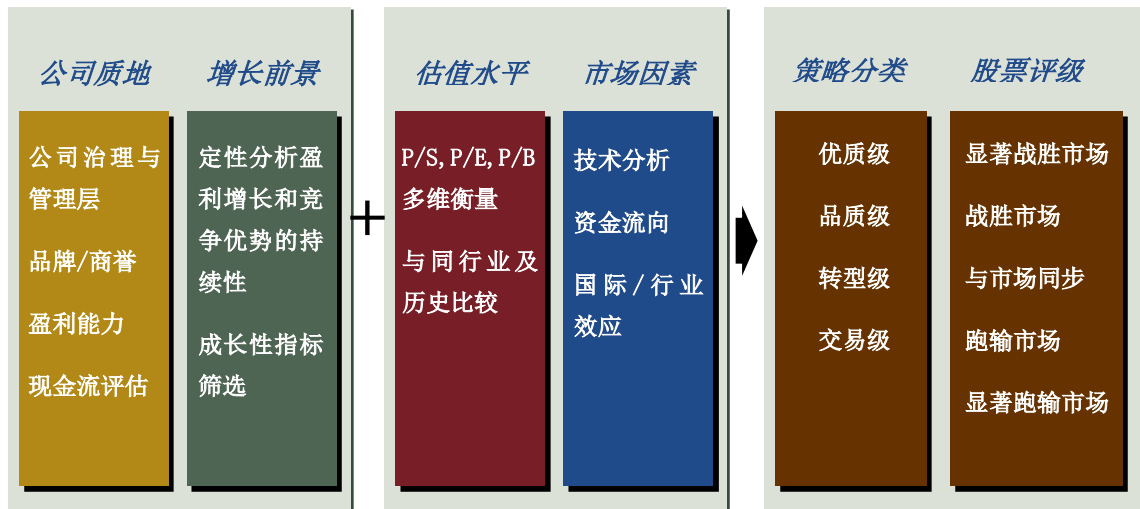 公司质地
公司治理与
管理层
品牌/商誉
盈利能力
现金流评估
增长前景
定性分析盈
利增长和竞
争优势的持
续性
成长性指标
筛选
估值水平
P/S,P/E,P/B
多维衡量
与同行业及
历史比较
市场因素
技术分析
资金流向
国际/行业
效应
策略分类
优质级
品质级
转型级
交易级
股票评级
显著战胜市场
战胜市场
与市场同步
跑输市场
显著跑输市场